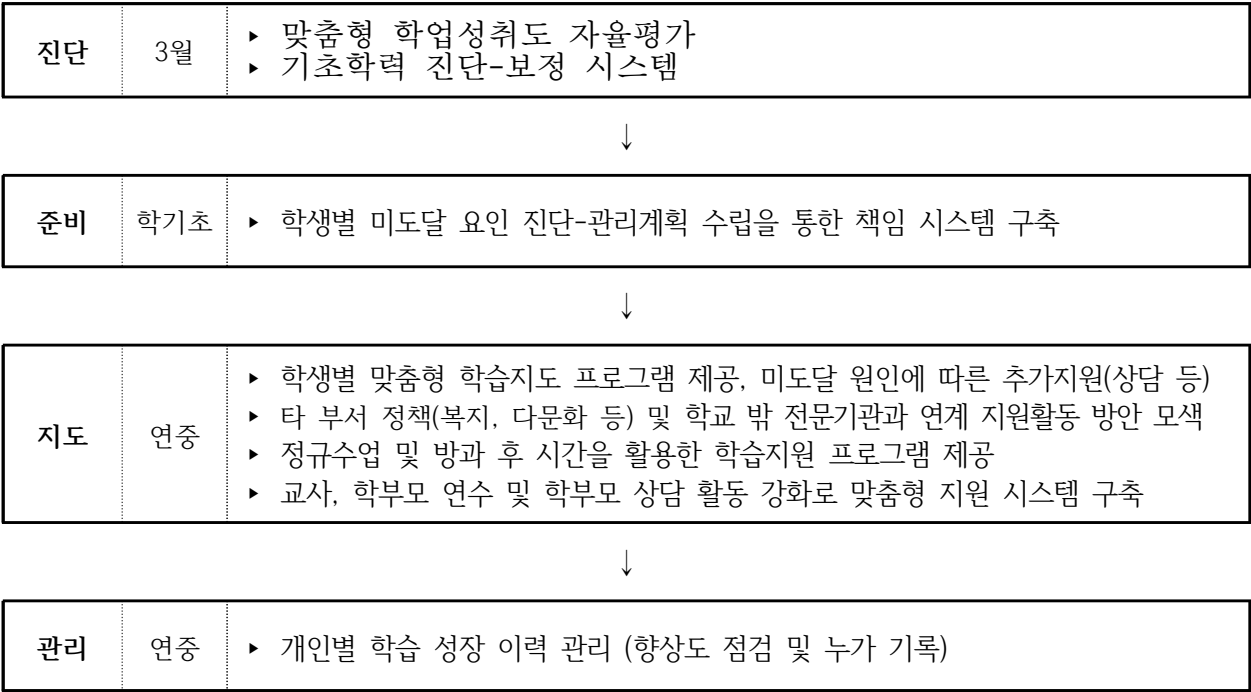 진단 3월 ▸ 맞춤형 학업성취도 자율평가
▸ 기초학력 진단-보정 시스템
↓
준비 학기초 ▸ 학생별 미도달 요인 진단-관리계획 수립을 통한 책임 시스템 구축
↓
▸ 학생별 맞춤형 학습지도 프로그램 제공, 미도달 원인에 따른 추가지원(상담 등)
▸ 타 부서 정책(복지, 다문화 등) 및 학교 밖 전문기관과 연계 지원활동 방안 모색
지도 연중 ▸ 정규수업 및 방과 후 시간을 활용한 학습지원 프로그램 제공
▸ 교사, 학부모 연수 및 학부모 상담 활동 강화로 맞춤형 지원 시스템 구축
↓
관리 연중 ▸ 개인별 학습 성장 이력 관리 (향상도 점검 및 누가 기록)